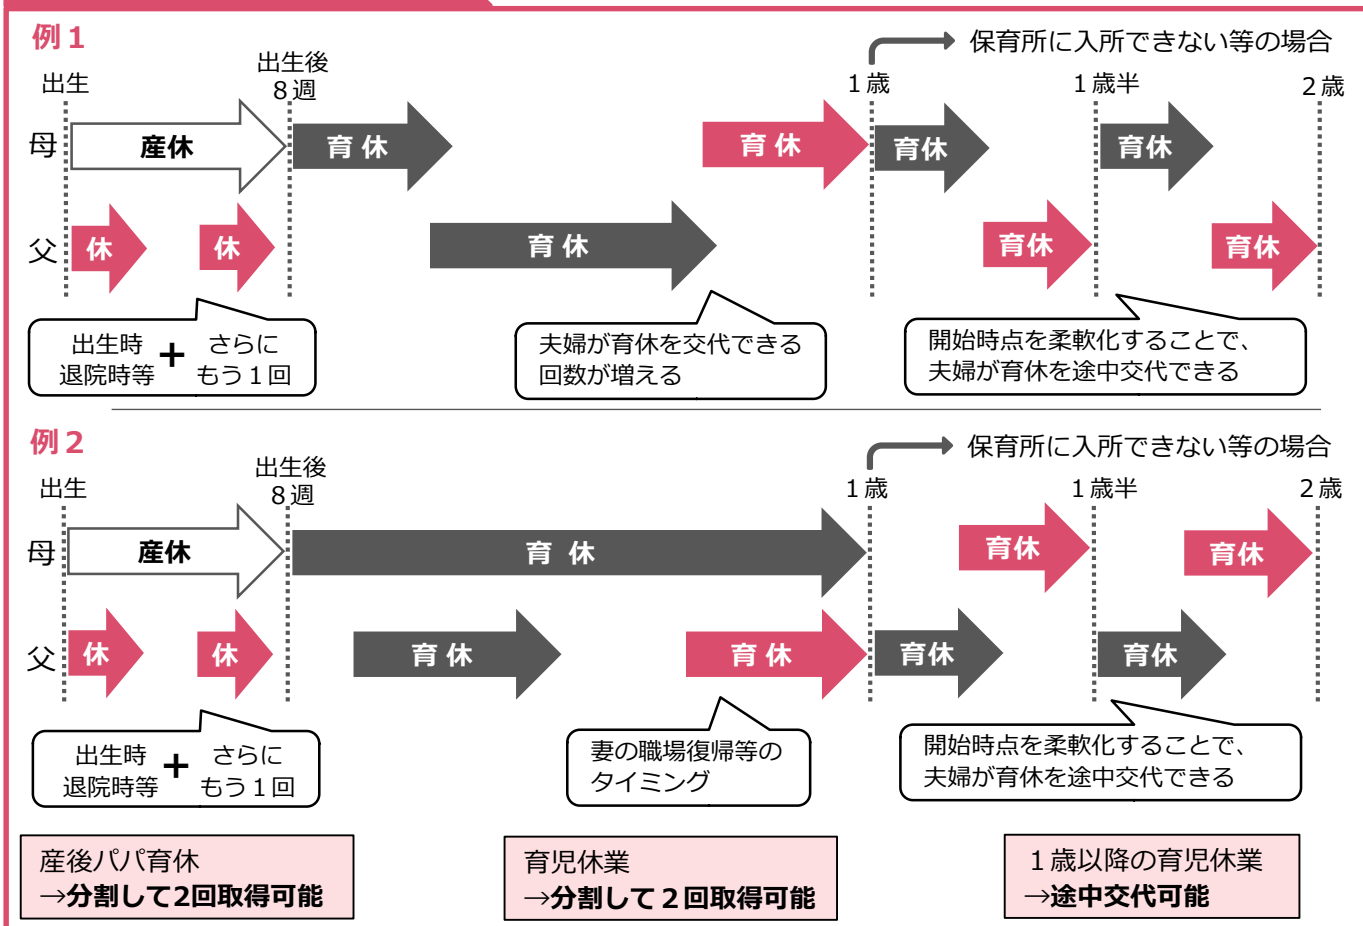 例1
保育所に入所できない等の場合
出生
出生後
８週
１歳
１歳半
２歳
母
産休
育 休
育 休
育休
育休
父
休
休
育 休
育休
育休
出生時
退院時等
＋
さらに
もう１回
夫婦が育休を交代できる
回数が増える
開始時点を柔軟化することで、
夫婦が育休を途中交代できる
例2
保育所に入所できない等の場合
出生
出生後
８週
１歳
１歳半
２歳
母
産休
育 休
育休
育休
父
休
休
育 休
育 休
育休
育休
出生時
退院時等
＋
さらに
もう１回
妻の職場復帰等の
タイミング
開始時点を柔軟化することで、
夫婦が育休を途中交代できる
産後パパ育休
→分割して2回取得可能
育児休業
→分割して２回取得可能
１歳以降の育児休業
→途中交代可能